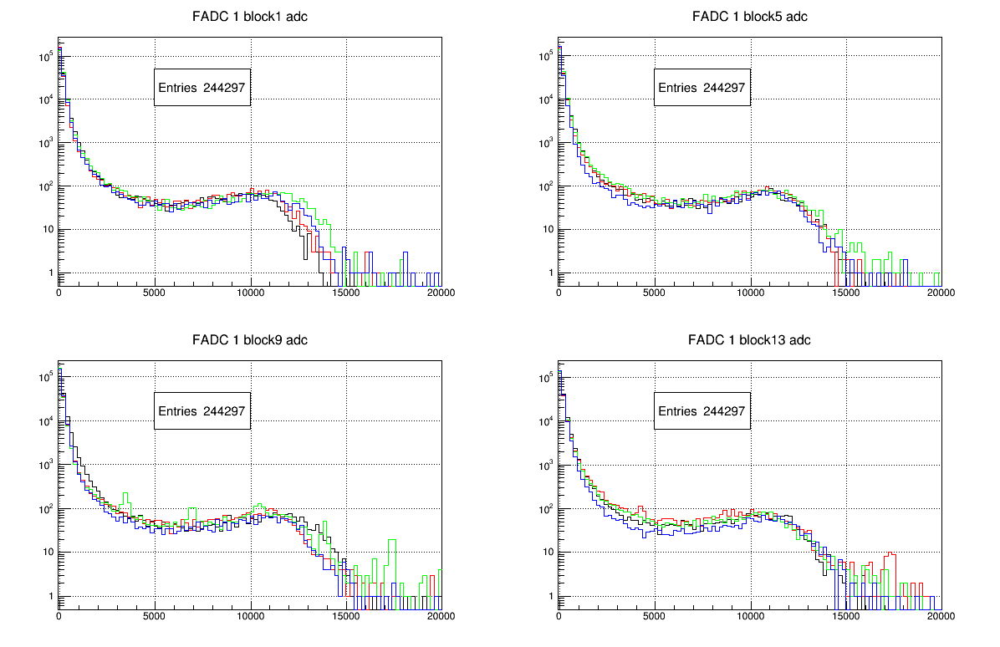 FADC 1 block1 adc
Entries 244297
10^5
10^4
10^3
10^2
10
1
0 5000 10000 15000 20000
FADC 1 block5 adc
Entries 244297
10^5
10^4
10^3
10^2
10
1
0 5000 10000 15000 20000
FADC 1 block9 adc
Entries 244297
10^5
10^4
10^3
10^2
10
1
0 5000 10000 15000 20000
FADC 1 block13 adc
Entries 244297
10^5
10^4
10^3
10^2
10
1
0 5000 10000 15000 20000